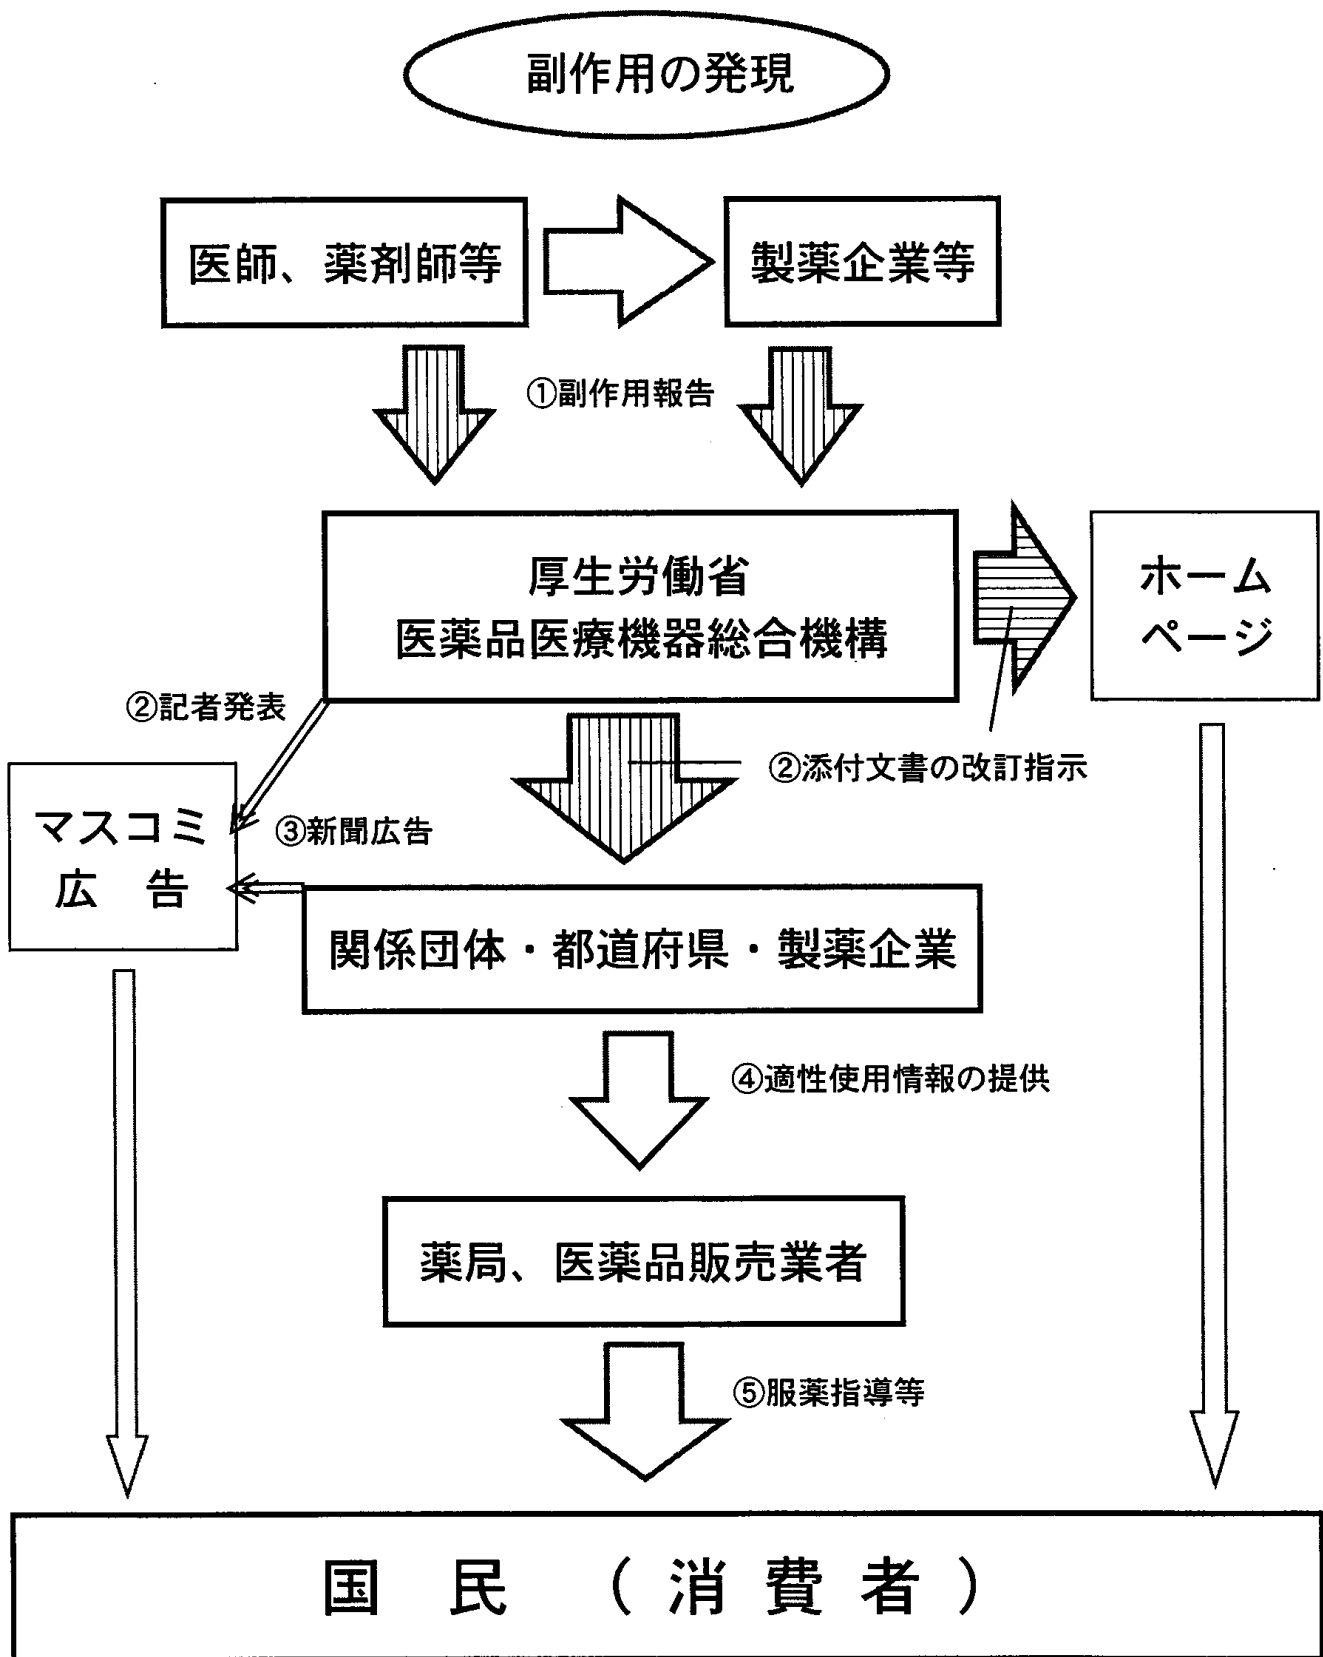 副作用の発現
医師、薬剤師等
製薬企業等
①副作用報告
厚生労働省
医薬品医療機器総合機構
ホーム
ページ
②記者発表
②添付文書の改訂指示
マスコミ
広　告
③新聞広告
関係団体・都道府県・製薬企業
④適性使用情報の提供
薬局、医薬品販売業者
⑤服薬指導等
国　民　（消費者）